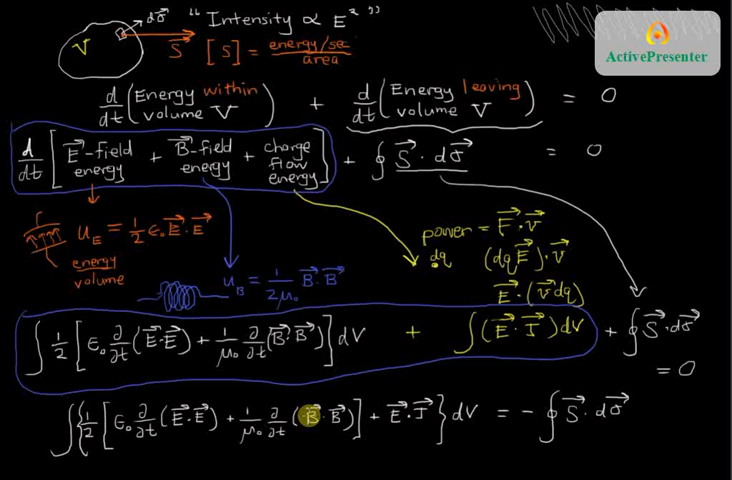 dσ⃗ "Intensity ∝ E² "
V S⃗ [S] = energy/sec / area
ActivePresenter
d/dt (Energy within volume V) + d/dt (Energy leaving volume V) = 0
d/dt [E⃗-field energy + B⃗-field energy + charge flow energy] + ∮ S⃗ · dσ⃗ = 0
u_E = ½ ε₀ E⃗ · E⃗
energy / volume
u_B = 1/2μ₀ B⃗ · B⃗
power = F⃗ · v⃗
dq (dq E⃗) · v⃗
E⃗ · (v⃗ dq)
∫ ½ [ε₀ ∂/∂t (E⃗ · E⃗) + 1/μ₀ ∂/∂t (B⃗ · B⃗)] dV + ∫ (E⃗ · J⃗) dV + ∮ S⃗ · dσ⃗
= 0
∫ {½ [ε₀ ∂/∂t (E⃗ · E⃗) + 1/μ₀ ∂/∂t (B⃗ · B⃗)] + E⃗ · J⃗} dV = - ∮ S⃗ · dσ⃗